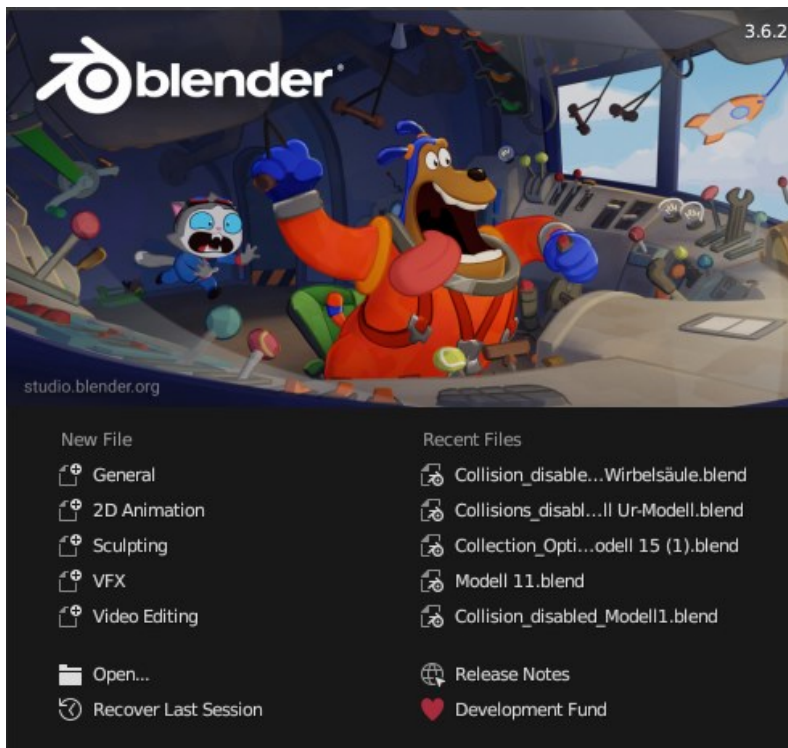 3.6.2
blender
studio.blender.org
New File
General
2D Animation
Sculpting
VFX
Video Editing
Open...
Recover Last Session
Recent Files
Collision_disable...Wirbelsäule.blend
Collisions_disabl...ll Ur-Modell.blend
Collection_Opti...odell 15 (1).blend
Modell 11.blend
Collision_disabled_Modell1.blend
Release Notes
Development Fund